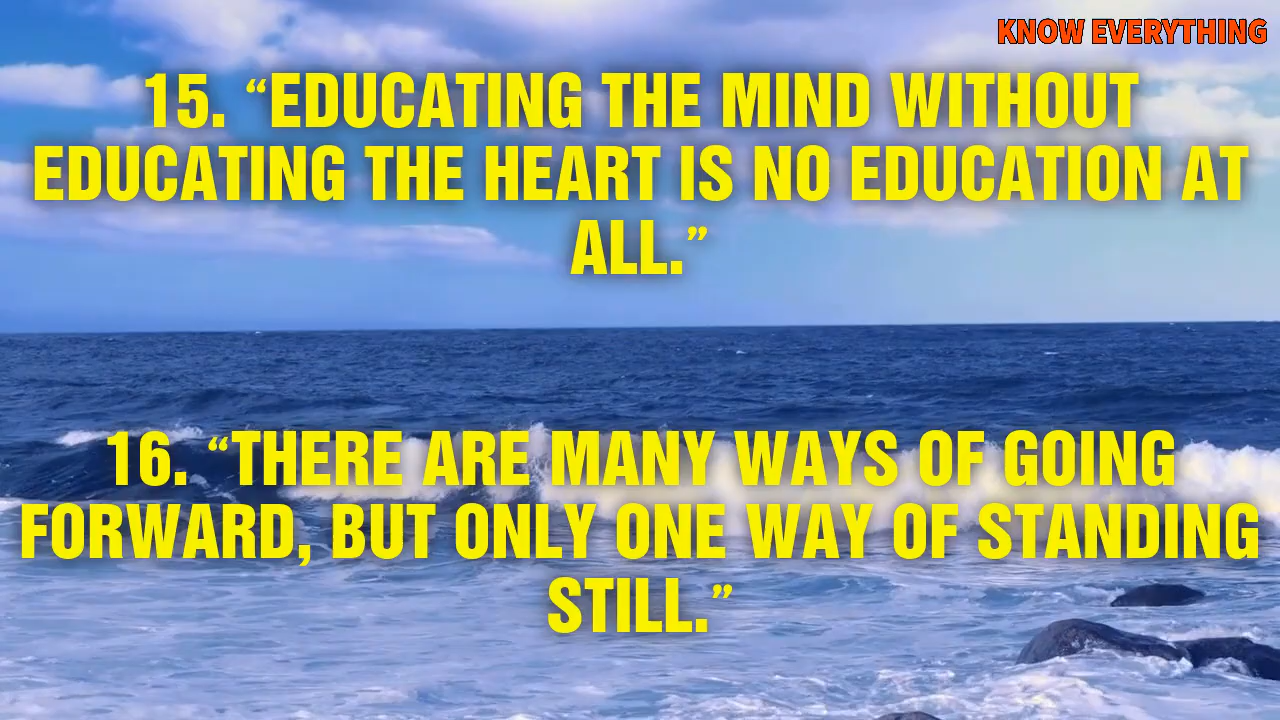 KNOW EVERYTHING
15. “EDUCATING THE MIND WITHOUT
EDUCATING THE HEART IS NO EDUCATION AT
ALL.”
16. “THERE ARE MANY WAYS OF GOING
FORWARD, BUT ONLY ONE WAY OF STANDING
STILL.”